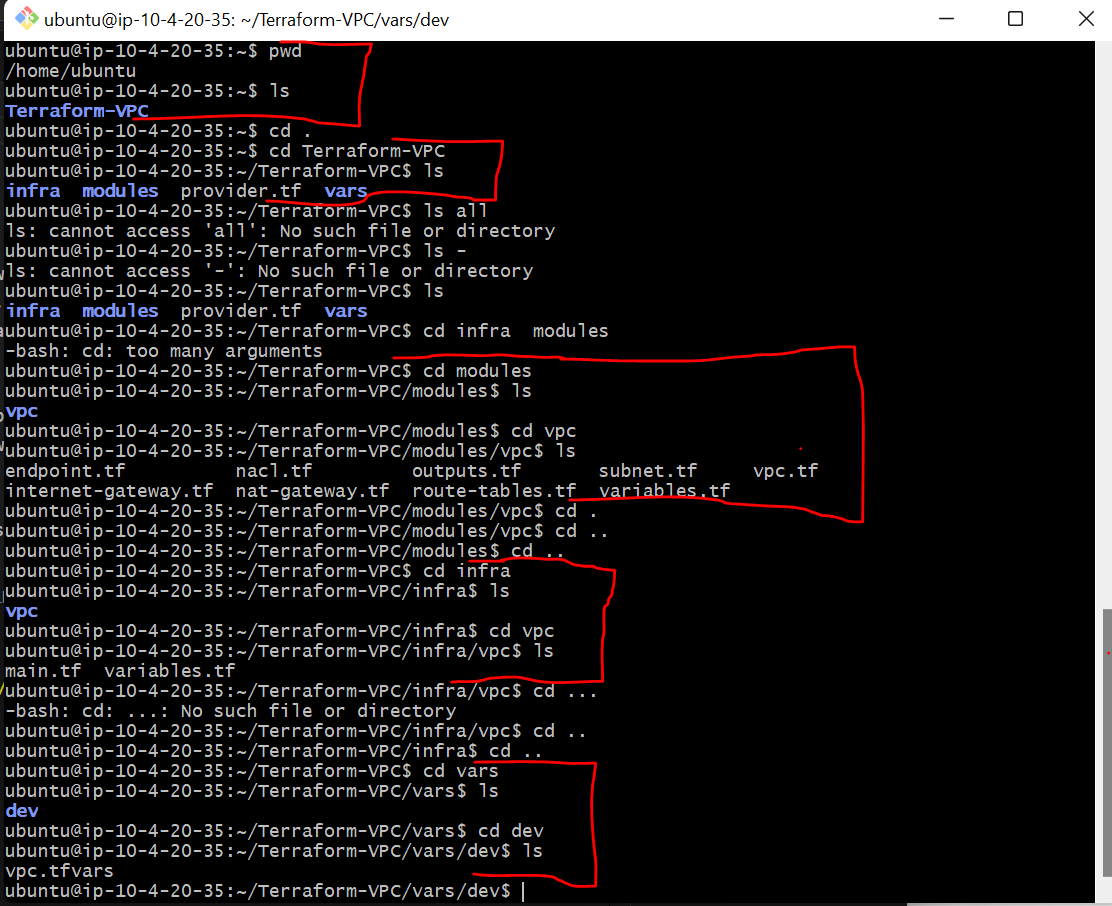 ubuntu@ip-10-4-20-35: ~/Terraform-VPC/vars/dev
ubuntu@ip-10-4-20-35:~$ pwd
/home/ubuntu
ubuntu@ip-10-4-20-35:~$ ls
Terraform-VPC
ubuntu@ip-10-4-20-35:~$ cd .
ubuntu@ip-10-4-20-35:~$ cd Terraform-VPC
ubuntu@ip-10-4-20-35:~/Terraform-VPC$ ls
infra  modules  provider.tf  vars
ubuntu@ip-10-4-20-35:~/Terraform-VPC$ ls all
ls: cannot access 'all': No such file or directory
ubuntu@ip-10-4-20-35:~/Terraform-VPC$ ls -
ls: cannot access '-': No such file or directory
ubuntu@ip-10-4-20-35:~/Terraform-VPC$ ls
infra  modules  provider.tf  vars
ubuntu@ip-10-4-20-35:~/Terraform-VPC$ cd infra  modules
-bash: cd: too many arguments
ubuntu@ip-10-4-20-35:~/Terraform-VPC$ cd modules
ubuntu@ip-10-4-20-35:~/Terraform-VPC/modules$ ls
vpc
ubuntu@ip-10-4-20-35:~/Terraform-VPC/modules$ cd vpc
ubuntu@ip-10-4-20-35:~/Terraform-VPC/modules/vpc$ ls
endpoint.tf          nacl.tf         outputs.tf       subnet.tf     vpc.tf
internet-gateway.tf  nat-gateway.tf  route-tables.tf  variables.tf
ubuntu@ip-10-4-20-35:~/Terraform-VPC/modules/vpc$ cd .
ubuntu@ip-10-4-20-35:~/Terraform-VPC/modules/vpc$ cd ..
ubuntu@ip-10-4-20-35:~/Terraform-VPC/modules$ cd ..
ubuntu@ip-10-4-20-35:~/Terraform-VPC$ cd infra
ubuntu@ip-10-4-20-35:~/Terraform-VPC/infra$ ls
vpc
ubuntu@ip-10-4-20-35:~/Terraform-VPC/infra$ cd vpc
ubuntu@ip-10-4-20-35:~/Terraform-VPC/infra/vpc$ ls
main.tf  variables.tf
ubuntu@ip-10-4-20-35:~/Terraform-VPC/infra/vpc$ cd ...
-bash: cd: ...: No such file or directory
ubuntu@ip-10-4-20-35:~/Terraform-VPC/infra/vpc$ cd ..
ubuntu@ip-10-4-20-35:~/Terraform-VPC/infra$ cd ..
ubuntu@ip-10-4-20-35:~/Terraform-VPC$ cd vars
ubuntu@ip-10-4-20-35:~/Terraform-VPC/vars$ ls
dev
ubuntu@ip-10-4-20-35:~/Terraform-VPC/vars$ cd dev
ubuntu@ip-10-4-20-35:~/Terraform-VPC/vars/dev$ ls
vpc.tfvars
ubuntu@ip-10-4-20-35:~/Terraform-VPC/vars/dev$